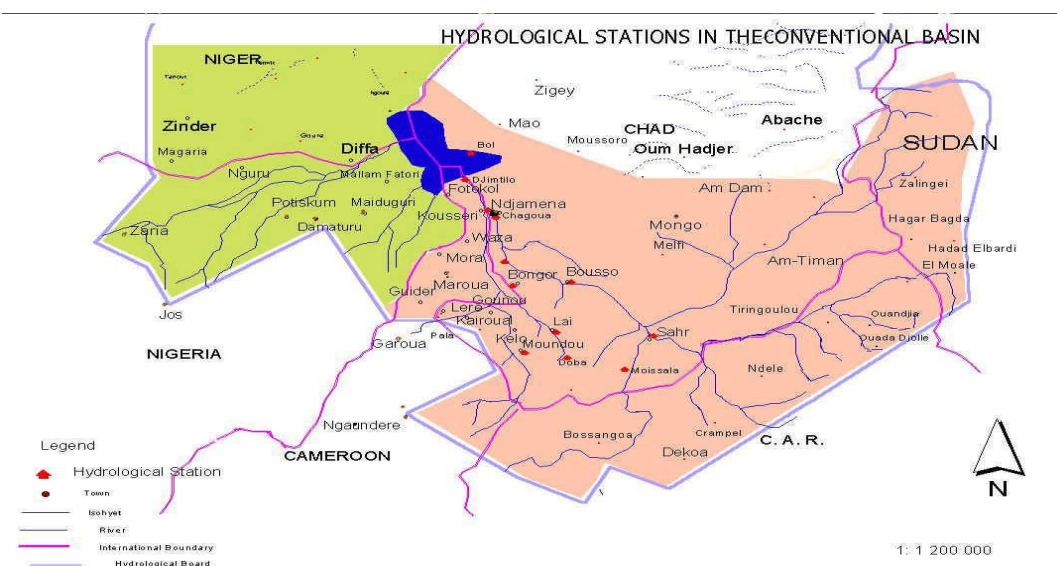 HYDROLOGICAL STATIONS IN THECONVENTIONAL BASIN
NIGER
Zigey
Mao
CHAD
Abache
Moussoro
Oum Hadjer
SUDAN
Zinder
Magaria
Goure
Diffa
Bol
Nguru
Mallam Fatori
DJimtilo
Fotokol
Am Dam
Zalingei
Potiskum
Maiduguri
Ndjamena
Kousseri
Chagoua
Mongo
Hagar Bagda
Zaria
Damaturu
Waza
Melfi
Hadad Elbardi
Mora
Am-Timan
El Moale
Bongor
Bousso
Maroua
Guider
Gounou
Jos
Lere
Kairoual
Lai
Tiringoulou
Ouandjia
Pala
Kelo
Sahr
Garoua
Moundou
Ouada Djolle
NIGERIA
Doba
Moissala
Ndele
Ngaundere
Bossangoa
Crampel
C.A.R.
CAMEROON
Dekoa
N
Legend
Hydrological Station
Town
Isohyet
River
International Boundary
Hydrological Board
1: 1 200 000